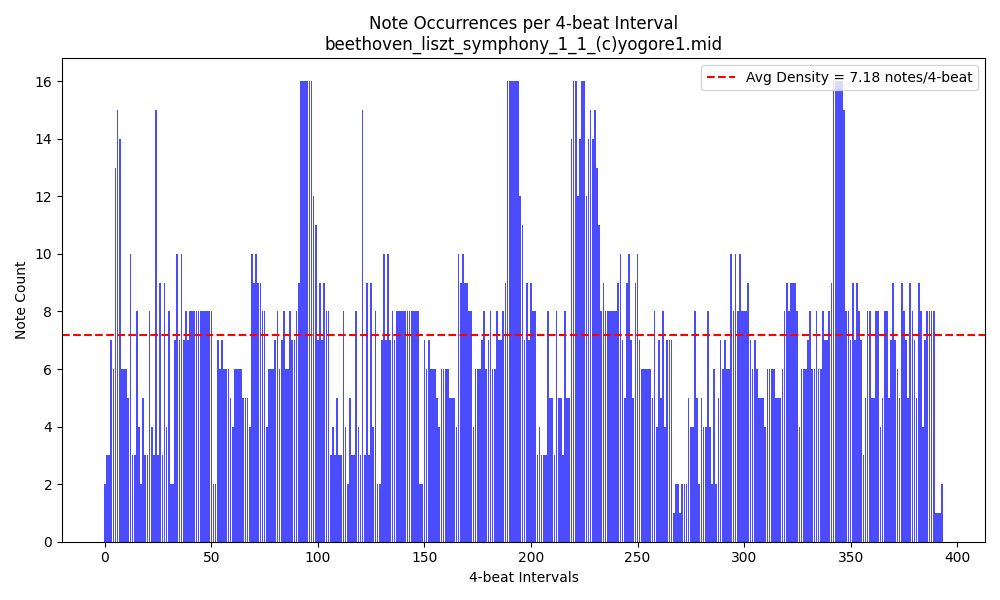 Note Occurrences per 4-beat Interval
beethoven_liszt_symphony_1_1_(c)yogore1.mid
Avg Density = 7.18 notes/4-beat
Note Count
16
14
12
10
8
6
4
2
0
0 50 100 150 200 250 300 350 400
4-beat Intervals